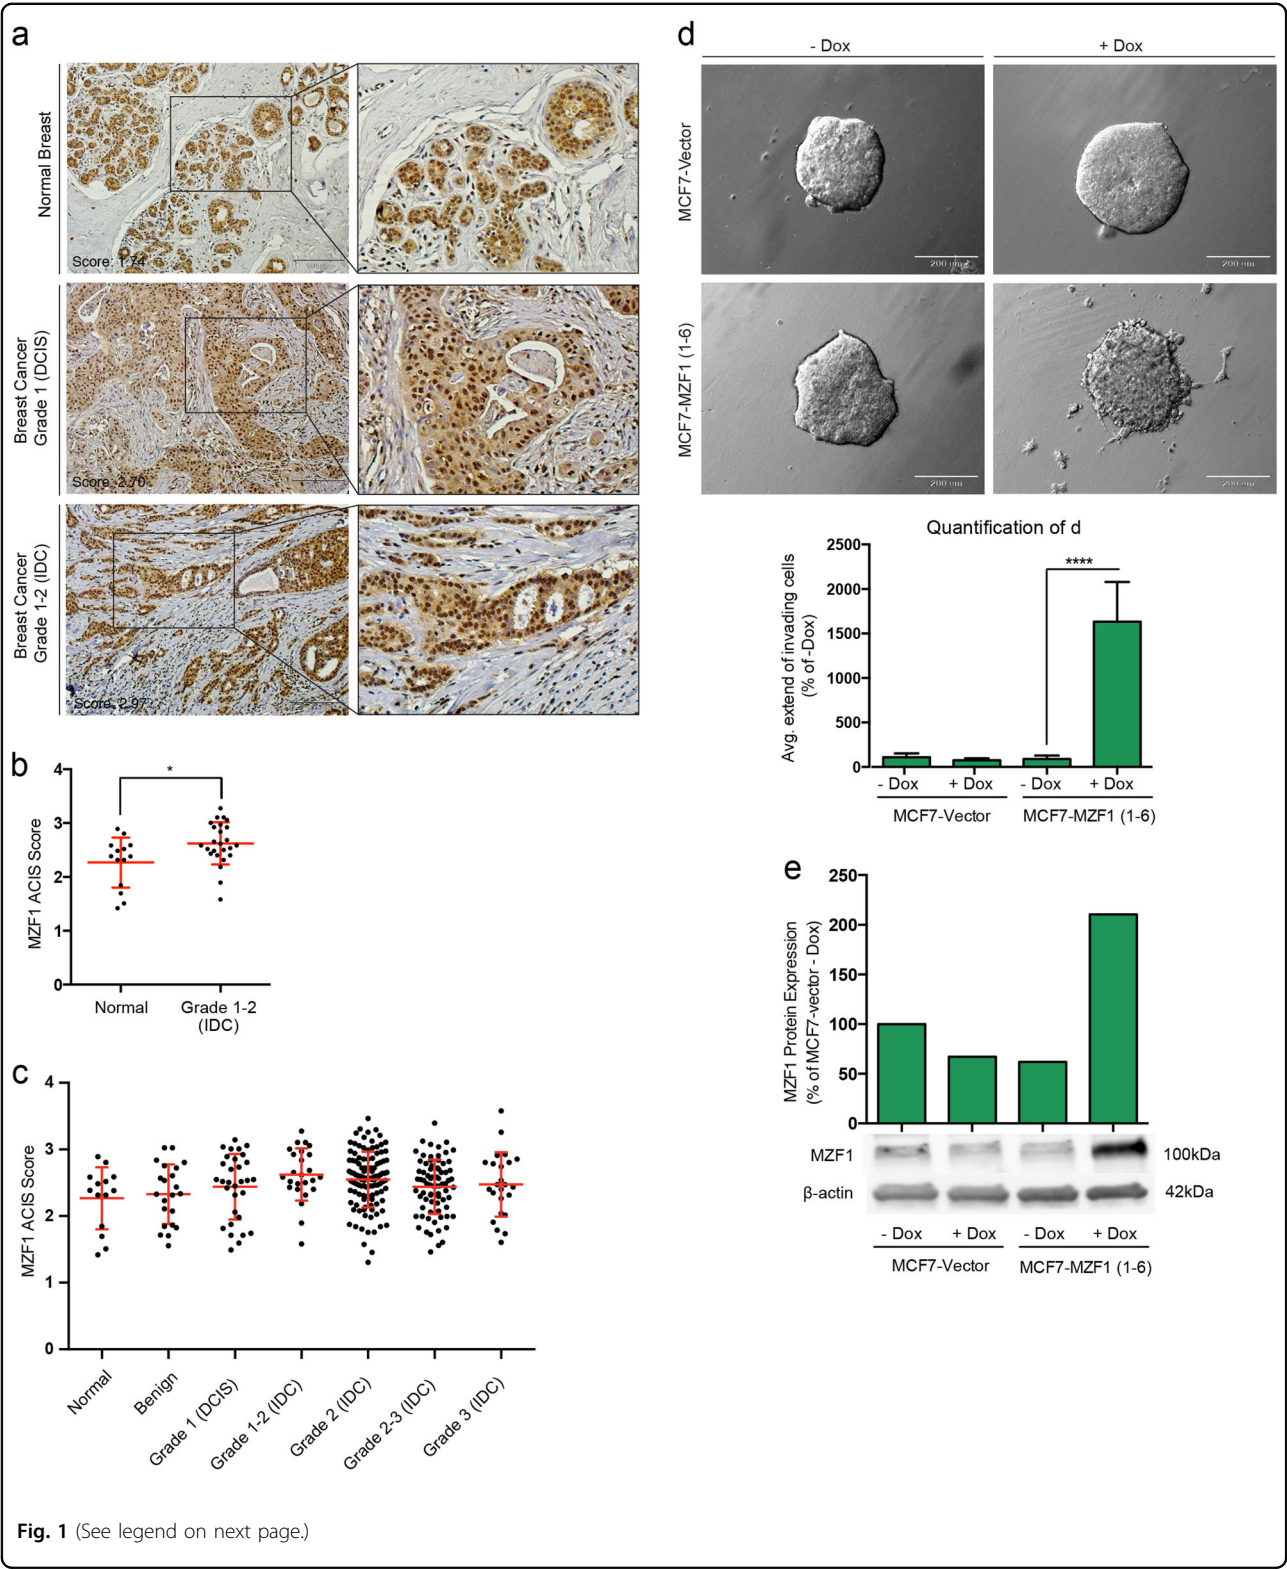 a
Normal Breast
Score: 1.74
Breast Cancer
Grade 1 (DCIS)
Score: 2.70
Breast Cancer
Grade 1-2 (IDC)
Score: 2.97
b
MZF1 ACIS Score
4
3
2
1
0
*
Normal
Grade 1-2
(IDC)
c
MZF1 ACIS Score
4
3
2
1
0
Normal
Benign
Grade 1 (DCIS)
Grade 1-2 (IDC)
Grade 2 (IDC)
Grade 2-3 (IDC)
Grade 3 (IDC)
d
- Dox
+ Dox
MCF7-Vector
200 um
200 um
MCF7-MZF1 (1-6)
200 um
200 um
Quantification of d
Avg. extend of invading cells
(% of -Dox)
2500
2000
1500
1000
500
0
****
- Dox
+ Dox
- Dox
+ Dox
MCF7-Vector
MCF7-MZF1 (1-6)
e
MZF1 Protein Expression
(% of MCF7-vector - Dox)
250
200
150
100
50
0
MZF1
100kDa
β-actin
42kDa
- Dox
+ Dox
- Dox
+ Dox
MCF7-Vector
MCF7-MZF1 (1-6)
Fig. 1 (See legend on next page.)